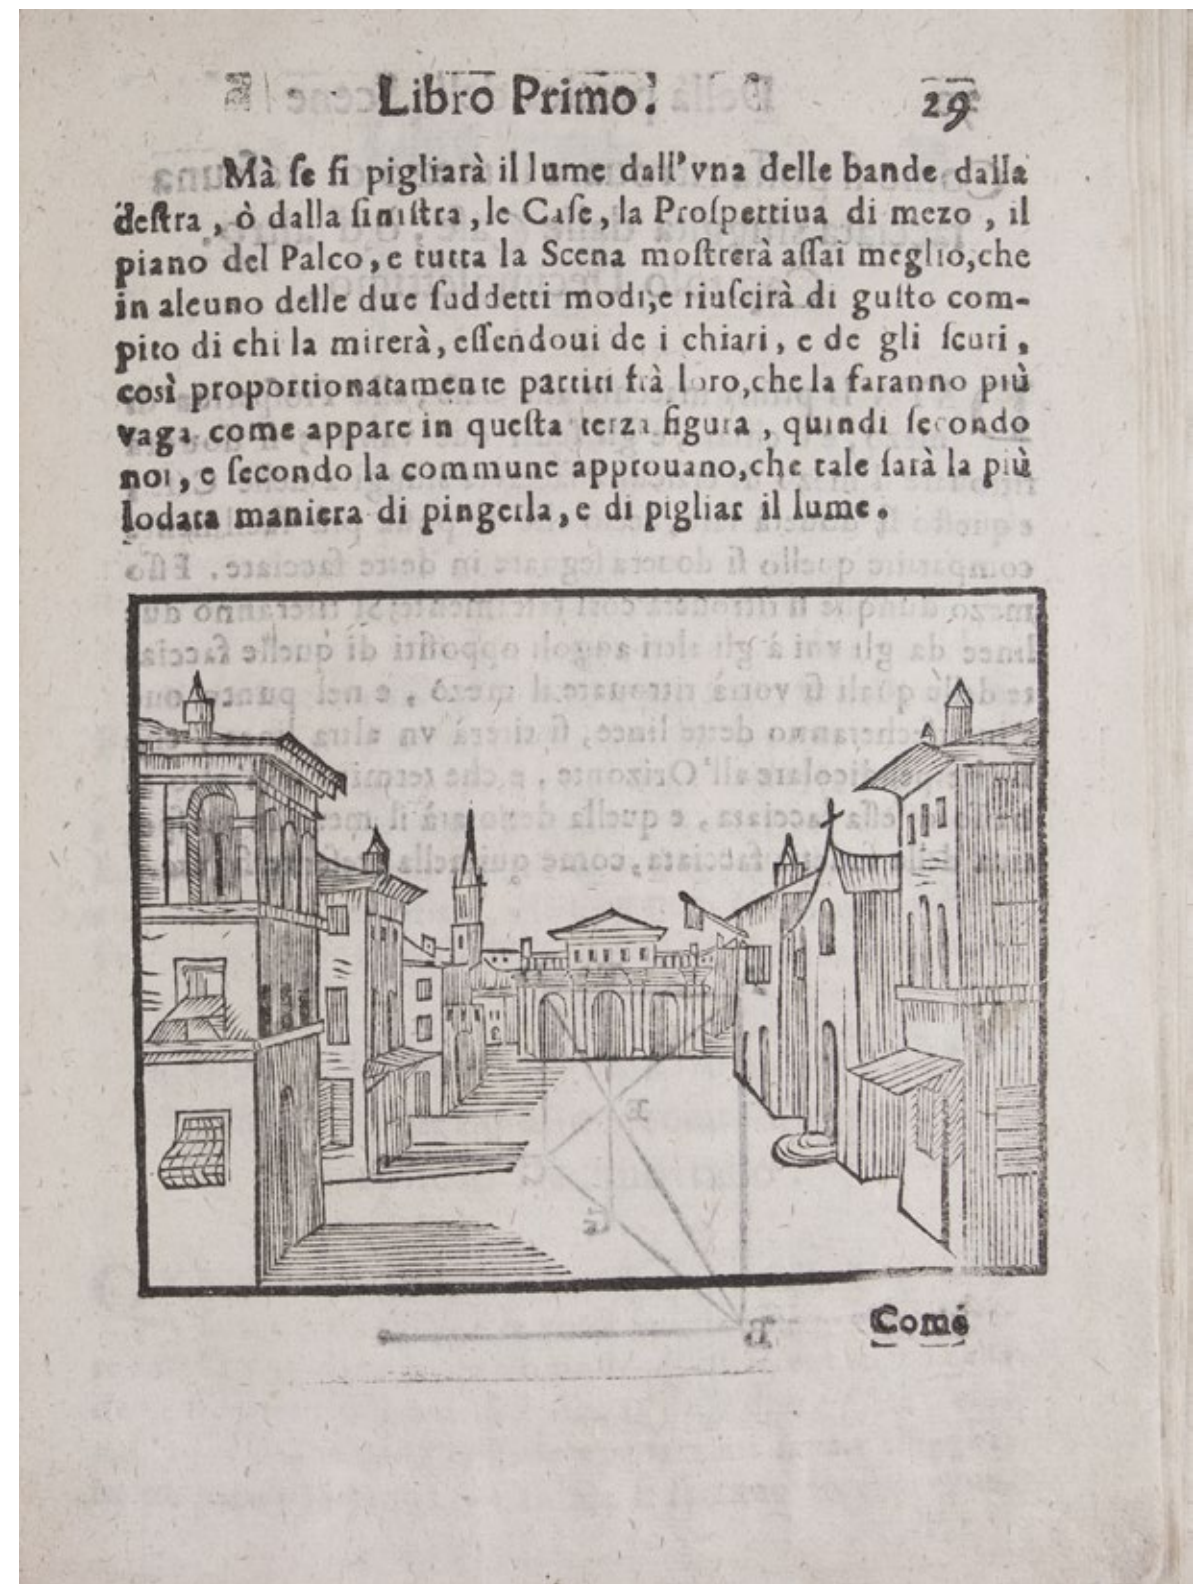 Libro Primo. 29
Mà ſe ſi pigliarà il lume dall'vna delle bande dalla
deſtra, ò dalla ſiniſtra, le Caſe, la Proſpettiua di mezo, il
piano del Palco, e tutta la Scena moſtrerà aſſai meglio, che
in alcuno delle due ſuddetti modi, e riuſcirà di guſto com-
pito di chi la mirerà, eſſendoui de i chiari, e de gli ſcuri,
così proportionatamente partiti frà loro, che la faranno più
vaga come appare in queſta terza figura, quindi ſecondo
noi, e ſecondo la commune approuano, che tale ſarà la più
lodata maniera di pingerla, e di pigliar il lume.
Come